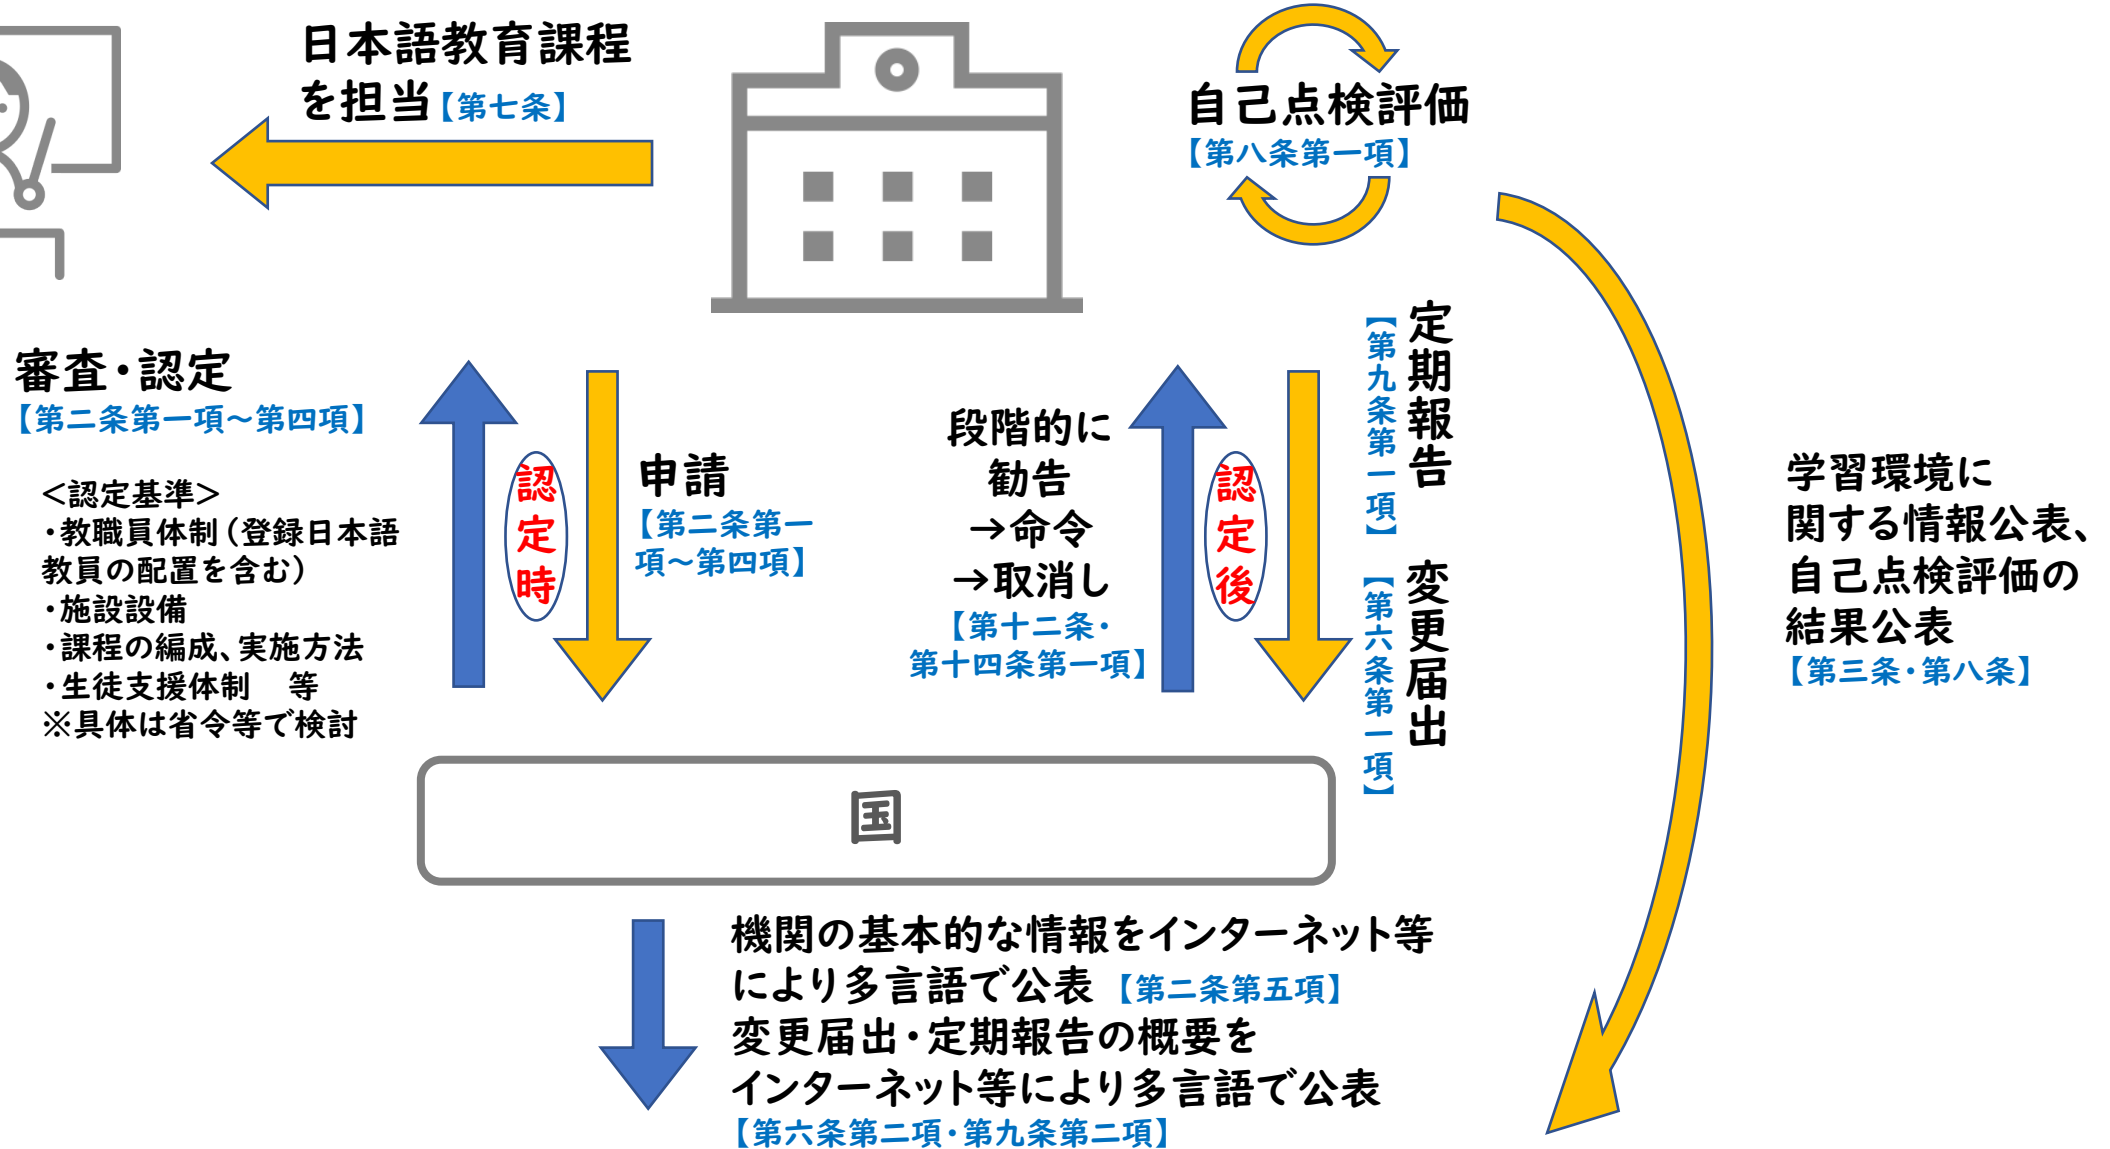 日本語教育課程
を担当【第七条】
自己点検評価
【第八条第一項】
審査・認定
【第二条第一項～第四項】
＜認定基準＞
・教職員体制（登録日本語
教員の配置を含む）
・施設設備
・課程の編成、実施方法
・生徒支援体制　等
※具体は省令等で検討
認定時
申請
【第二条第一
項～第四項】
段階的に
勧告
→命令
→取消し
【第十二条・
第十四条第一項】
認定後
定期報告
【第九条第一項】
変更届出
【第六条第一項】
学習環境に
関する情報公表、
自己点検評価の
結果公表
【第三条・第八条】
国
機関の基本的な情報をインターネット等
により多言語で公表 【第二条第五項】
変更届出・定期報告の概要を
インターネット等により多言語で公表
【第六条第二項・第九条第二項】